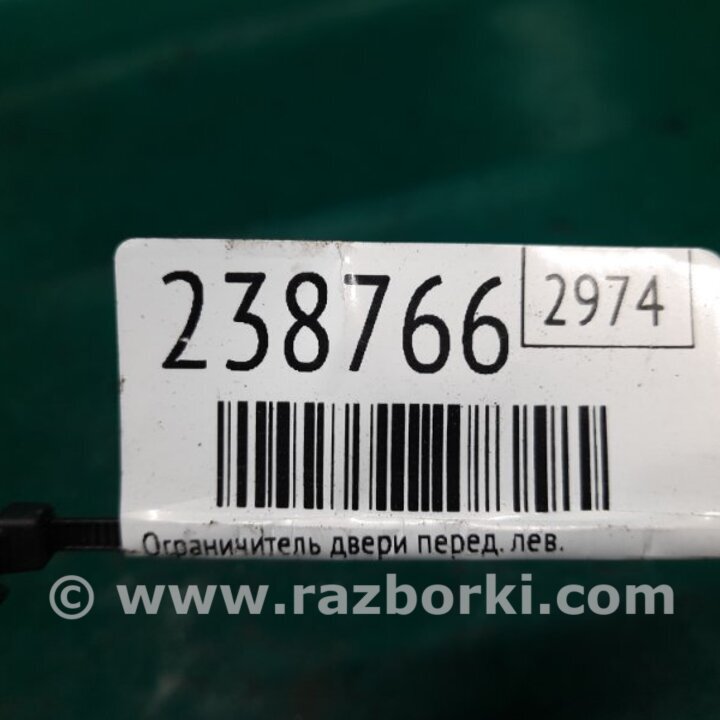 238766
2974
Ограничитель двери перед. лев.
© www.razborki.com